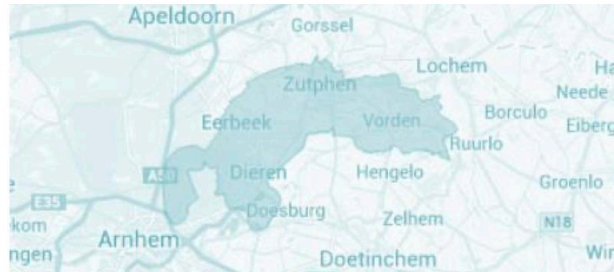 Apeldoorn
Gorssel
Lochem
Zutphen
Neede
Borculo
Eerbeek
Vorden
Eiberg
Ruurlo
A50
Dieren
Hengelo
Groenlo
E35
Doesburg
Zelhem
N18
Arnhem
Doetinchem